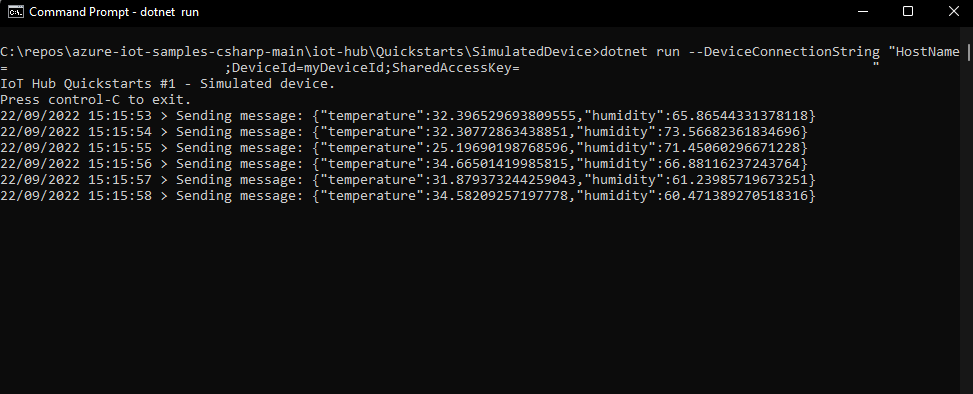 Command Prompt - dotnet run
C:\repos\azure-iot-samples-csharp-main\iot-hub\Quickstarts\SimulatedDevice>dotnet run --DeviceConnectionString "HostName
= ;DeviceId=myDeviceId;SharedAccessKey= "
IoT Hub Quickstarts #1 - Simulated device.
Press control-C to exit.
22/09/2022 15:15:53 > Sending message: {"temperature":32.396529693809555,"humidity":65.86544331378118}
22/09/2022 15:15:54 > Sending message: {"temperature":32.30772863438851,"humidity":73.56682361834696}
22/09/2022 15:15:55 > Sending message: {"temperature":25.19690198768596,"humidity":71.45060296671228}
22/09/2022 15:15:56 > Sending message: {"temperature":34.66501419985815,"humidity":66.88116237243764}
22/09/2022 15:15:57 > Sending message: {"temperature":31.879373244259043,"humidity":61.23985719673251}
22/09/2022 15:15:58 > Sending message: {"temperature":34.58209257197778,"humidity":60.471389270518316}